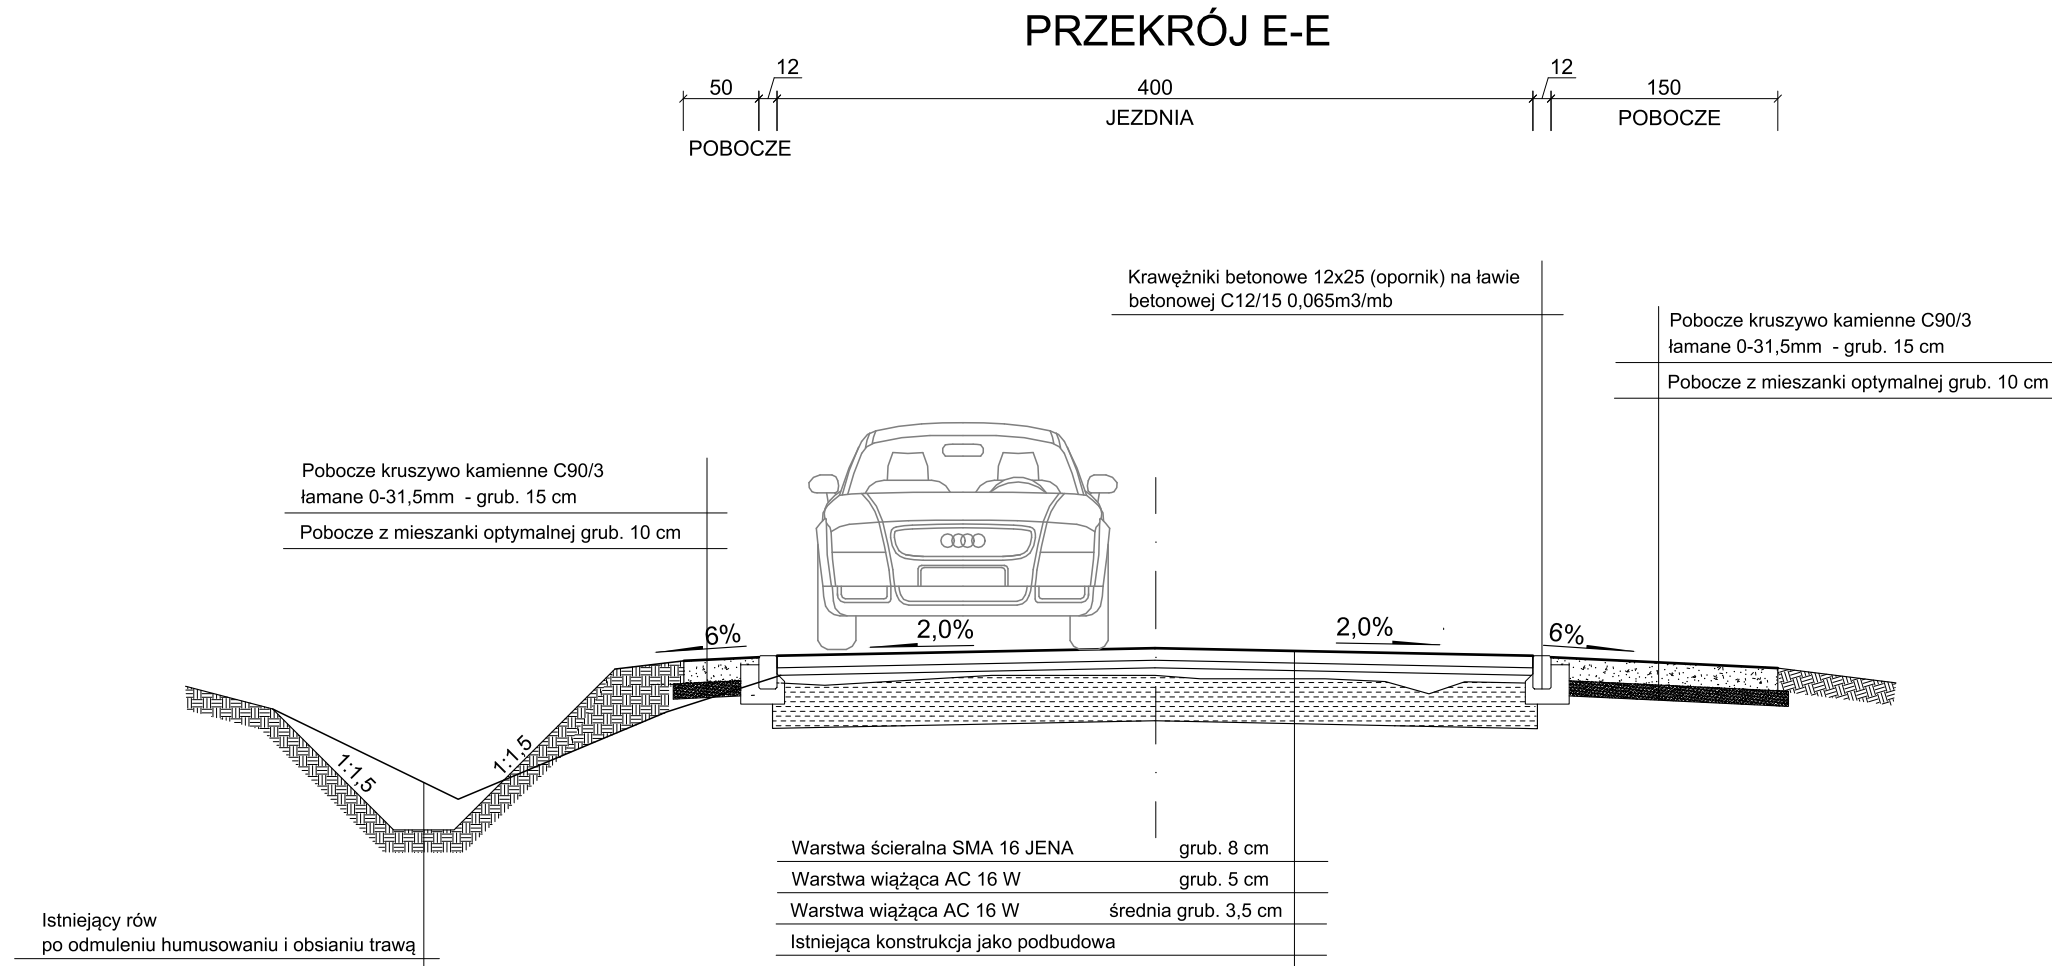 PRZEKRÓJ E-E
50
12
400
12
150
JEZDNIA
POBOCZE
POBOCZE
Krawężniki betonowe 12x25 (opornik) na ławie
betonowej C12/15 0,065m3/mb
Pobocze kruszywo kamienne C90/3
łamane 0-31,5mm - grub. 15 cm
Pobocze z mieszanki optymalnej grub. 10 cm
Pobocze kruszywo kamienne C90/3
łamane 0-31,5mm - grub. 15 cm
Pobocze z mieszanki optymalnej grub. 10 cm
6%
2,0%
2,0%
6%
1:1,5
1:1,5
Warstwa ścieralna SMA 16 JENA grub. 8 cm
Warstwa wiążąca AC 16 W grub. 5 cm
Warstwa wiążąca AC 16 W średnia grub. 3,5 cm
Istniejąca konstrukcja jako podbudowa
Istniejący rów
po odmuleniu humusowaniu i obsianiu trawą